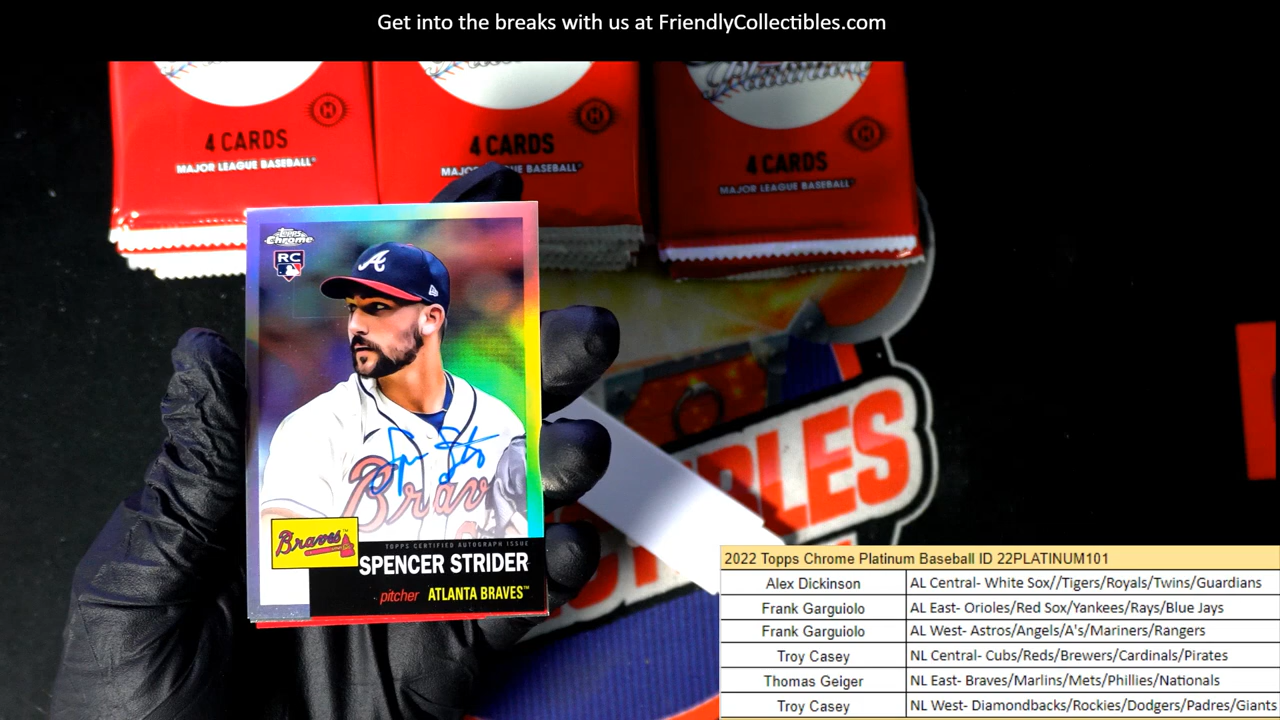 Get into the breaks with us at FriendlyCollectibles.com
4 CARDS
MAJOR LEAGUE BASEBALL
4 CARDS
4 CARDS
MAJOR LEAGUE BASEBALL
Topps
Chrome
RC
A
Braves
Braves
TOPPS CERTIFIED AUTOGRAPH ISSUE
SPENCER STRIDER
pitcher ATLANTA BRAVES™
2022 Topps Chrome Platinum Baseball ID 22PLATINUM101
Alex Dickinson AL Central- White Sox//Tigers/Royals/Twins/Guardians
Frank Garguiolo AL East- Orioles/Red Sox/Yankees/Rays/Blue Jays
Frank Garguiolo AL West- Astros/Angels/A's/Mariners/Rangers
Troy Casey NL Central- Cubs/Reds/Brewers/Cardinals/Pirates
Thomas Geiger NL East- Braves/Marlins/Mets/Phillies/Nationals
Troy Casey NL West- Diamondbacks/Rockies/Dodgers/Padres/Giants